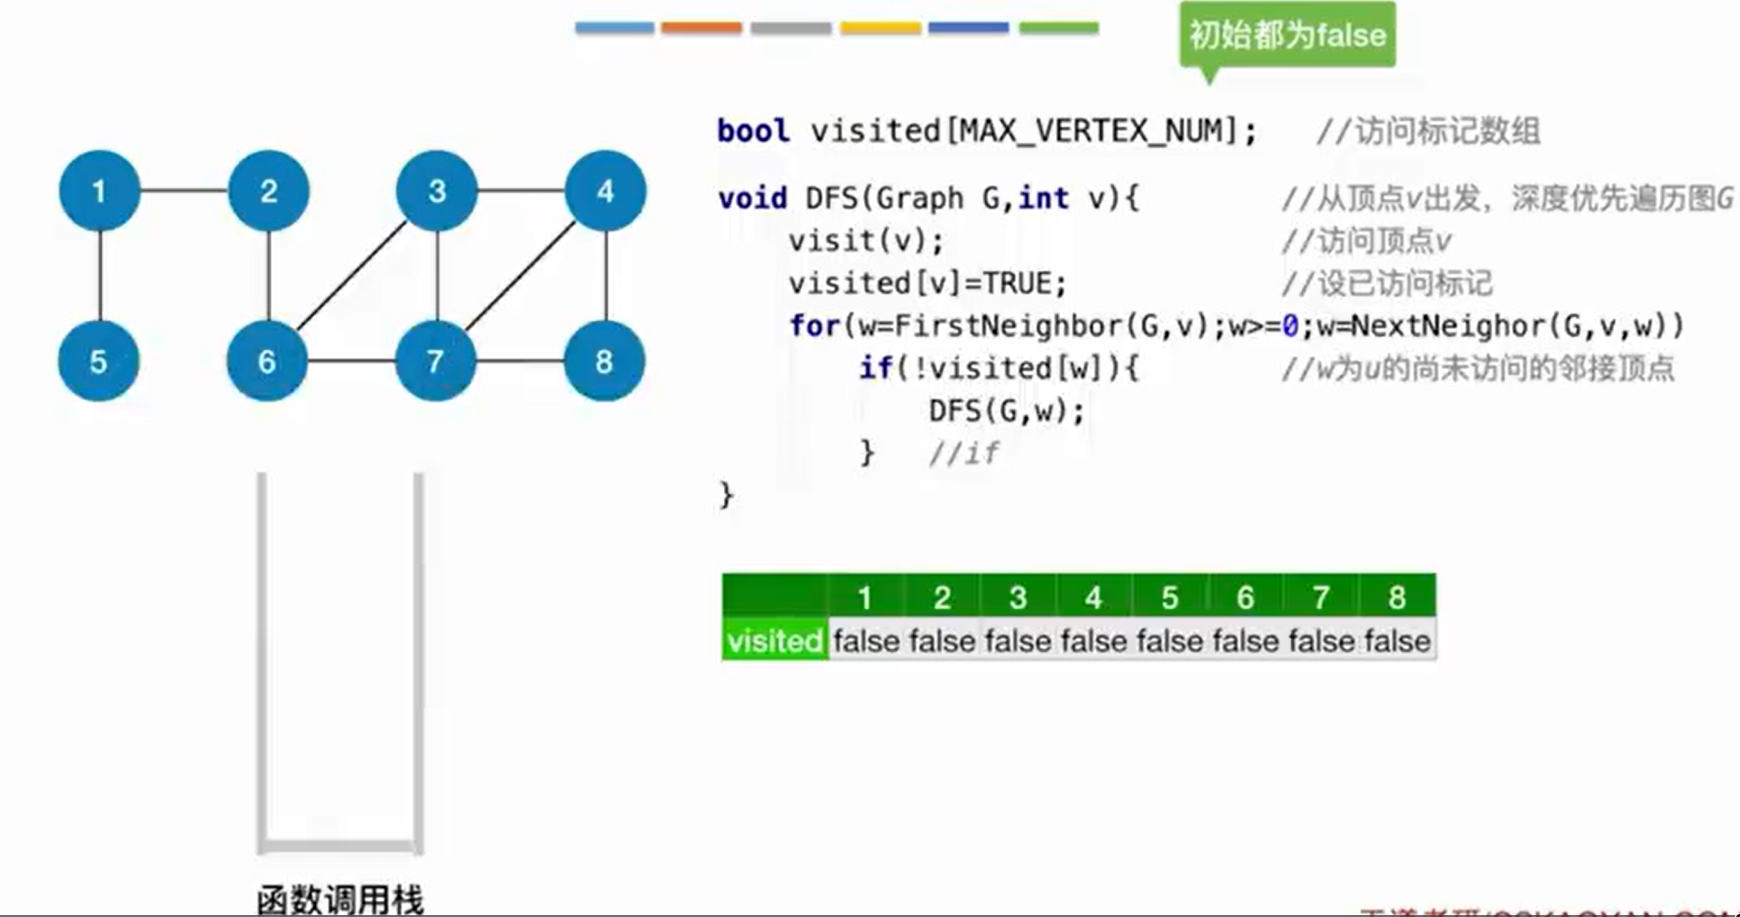 初始都为false
bool visited[MAX_VERTEX_NUM]; //访问标记数组
1 2 3 4
5 6 7 8
void DFS(Graph G,int v){ //从顶点v出发，深度优先遍历图G
visit(v); //访问顶点v
visited[v]=TRUE; //设已访问标记
for(w=FirstNeighbor(G,v);w>=0;w=NextNeighor(G,v,w))
if(!visited[w]){ //w为u的尚未访问的邻接顶点
DFS(G,w);
} //if
}
1 2 3 4 5 6 7 8
visited false false false false false false false false
函数调用栈